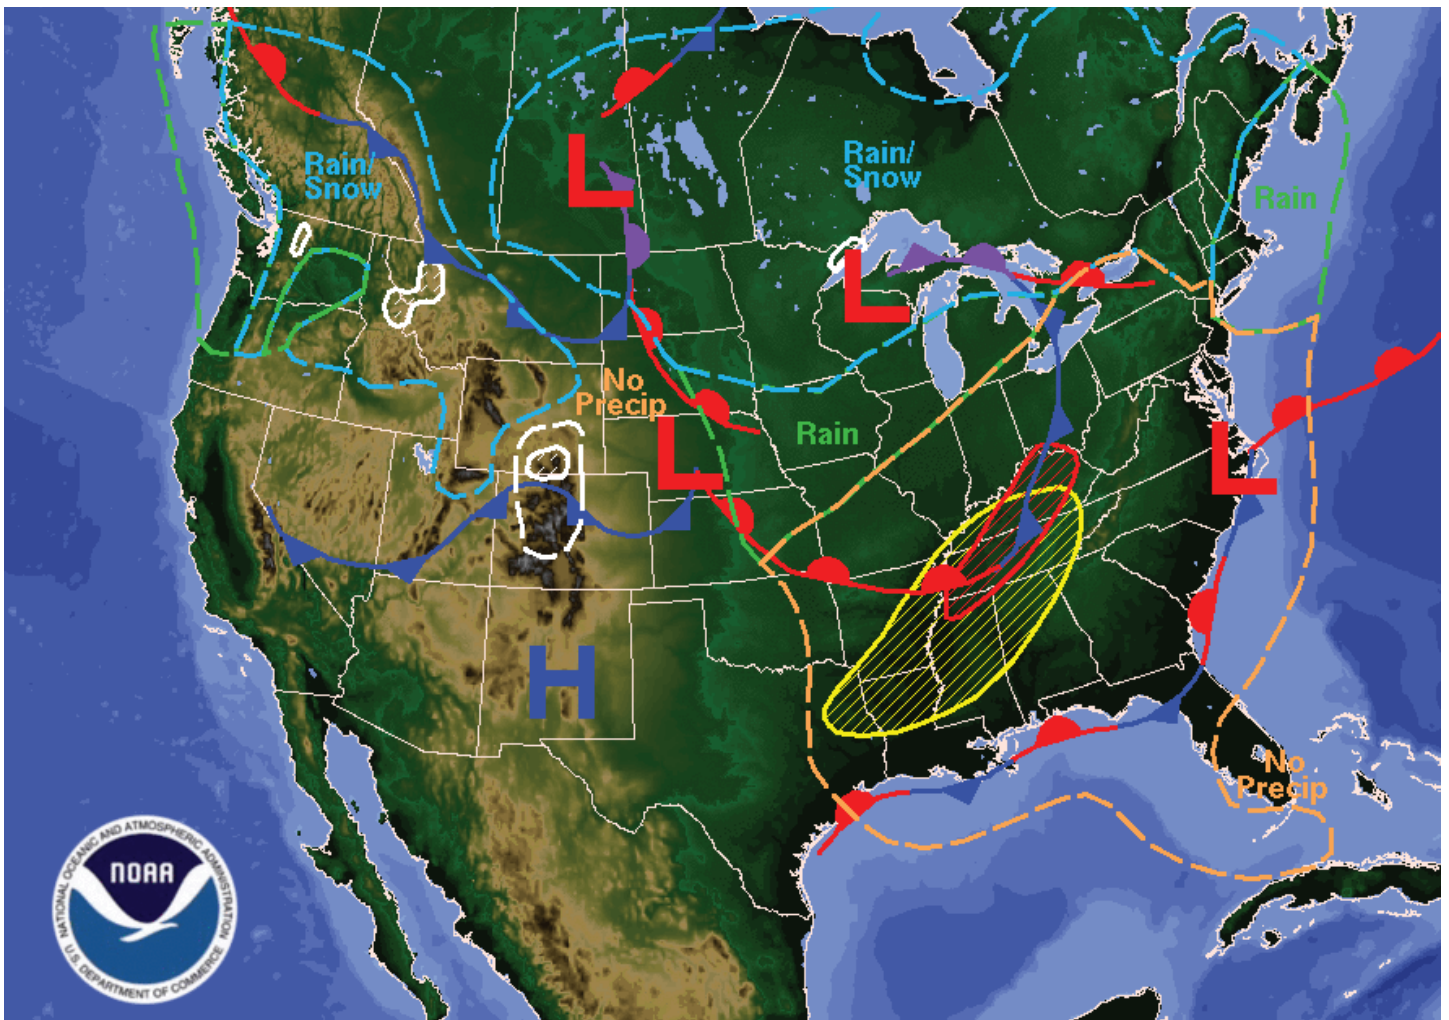 Rain/
Snow
L
Rain/
Snow
Rain
L
No
Precip
Rain
L
L
H
No
Precip
NATIONAL OCEANIC AND ATMOSPHERIC ADMINISTRATION
NOAA
U.S. DEPARTMENT OF COMMERCE